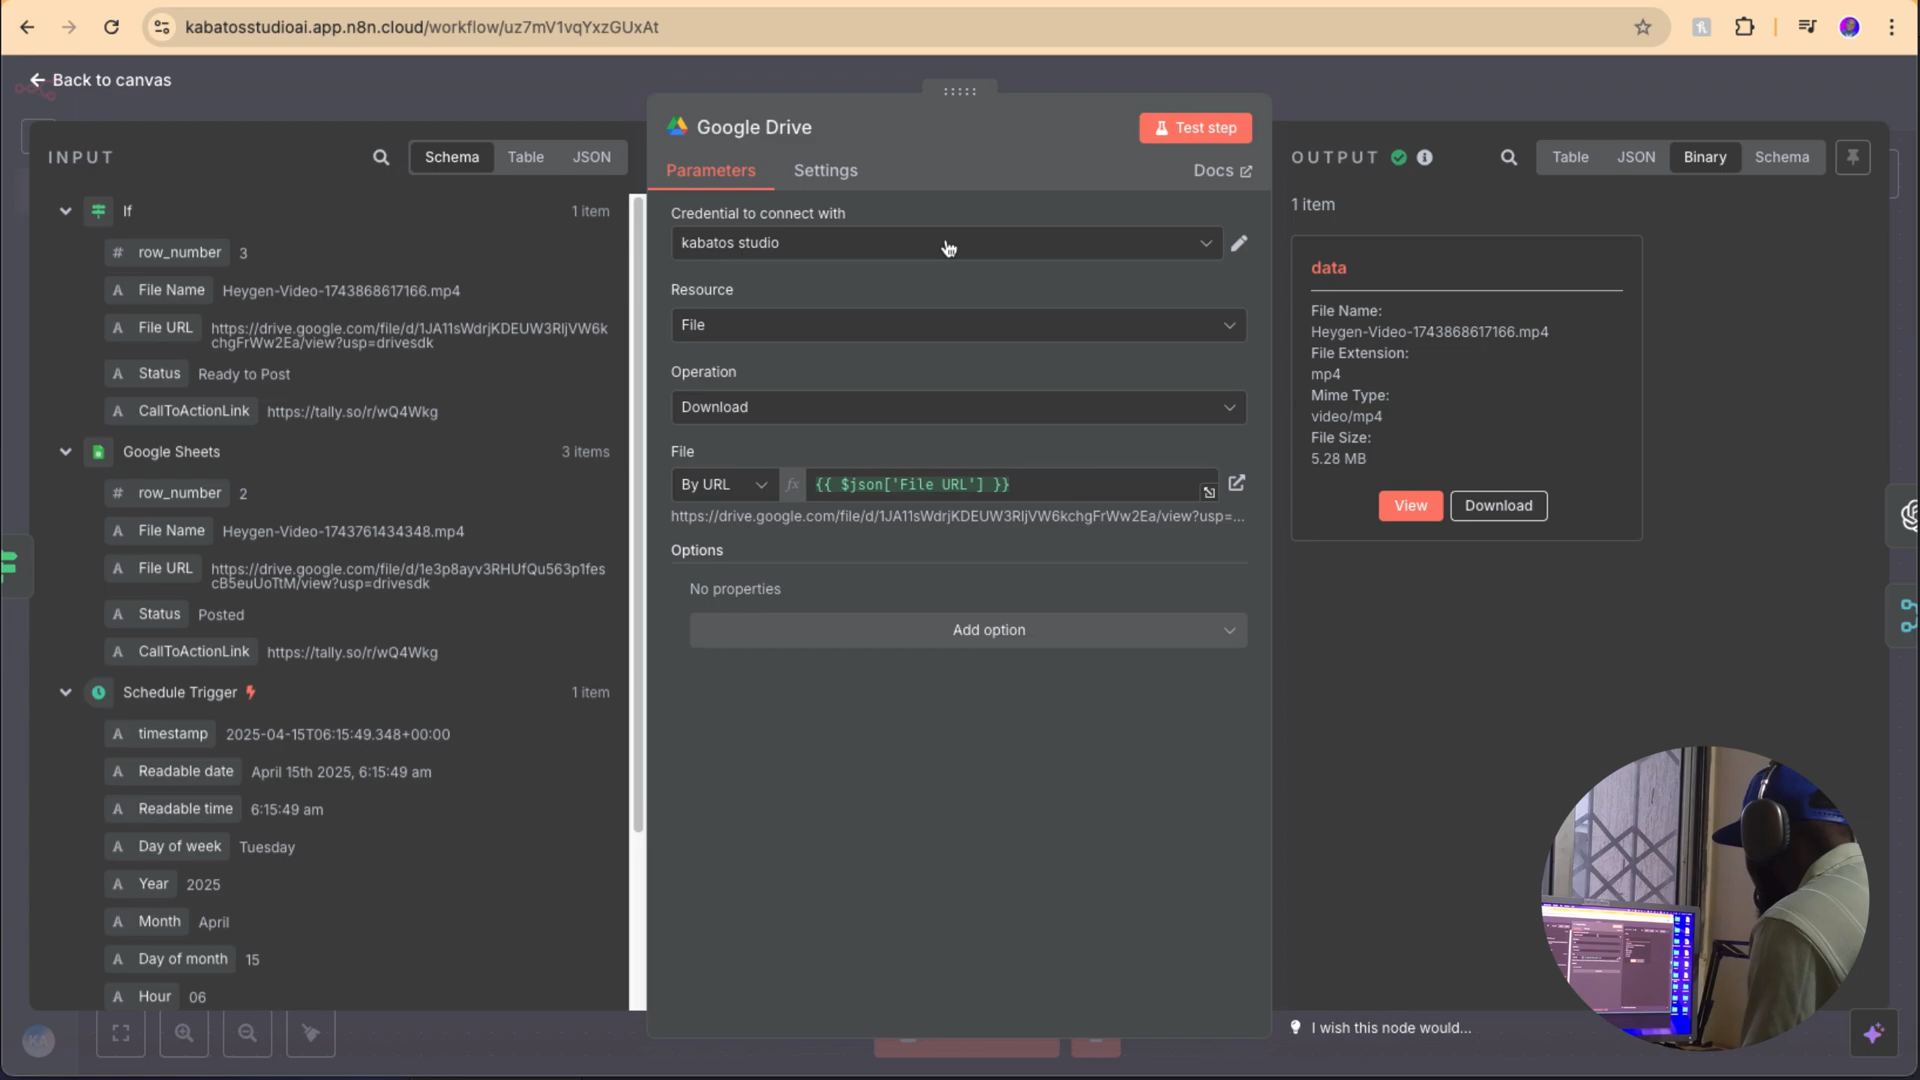 kabatosstudioai.app.n8n.cloud/workflow/uz7mV1vqYxzGUxAt
Back to canvas
INPUT
Schema
Table
JSON
If
1 item
# row_number 3
A File Name Heygen-Video-1743868617166.mp4
A File URL https://drive.google.com/file/d/1JA11sWdrjKDEUW3RljVW6k
chgFrWw2Ea/view?usp=drivesdk
A Status Ready to Post
A CallToActionLink https://tally.so/r/wQ4Wkg
Google Sheets
3 items
# row_number 2
A File Name Heygen-Video-1743761434348.mp4
A File URL https://drive.google.com/file/d/1e3p8ayv3RHUfQu563p1fes
cB5euUoTtM/view?usp=drivesdk
A Status Posted
A CallToActionLink https://tally.so/r/wQ4Wkg
Schedule Trigger
1 item
A timestamp 2025-04-15T06:15:49.348+00:00
A Readable date April 15th 2025, 6:15:49 am
A Readable time 6:15:49 am
A Day of week Tuesday
A Year 2025
A Month April
A Day of month 15
A Hour 06
KA
Google Drive
Test step
Parameters
Settings
Docs
Credential to connect with
kabatos studio
Resource
File
Operation
Download
File
By URL
fx
{{ $json['File URL'] }}
https://drive.google.com/file/d/1JA11sWdrjKDEUW3RljVW6kchgFrWw2Ea/view?usp=...
Options
No properties
Add option
OUTPUT
Table
JSON
Binary
Schema
1 item
data
File Name:
Heygen-Video-1743868617166.mp4
File Extension:
mp4
Mime Type:
video/mp4
File Size:
5.28 MB
View
Download
I wish this node would...